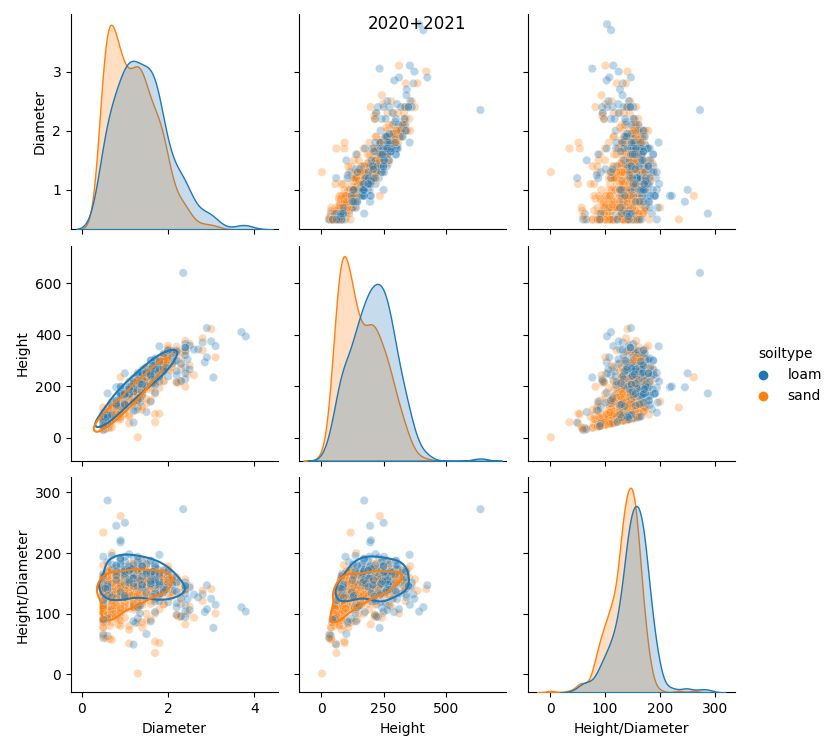 2020+2021
3
2
1
Diameter
600
400
200
0
Height
soiltype
loam
sand
300
200
100
0
Height/Diameter
0 2 4
0 250 500
0 100 200 300
Diameter
Height
Height/Diameter